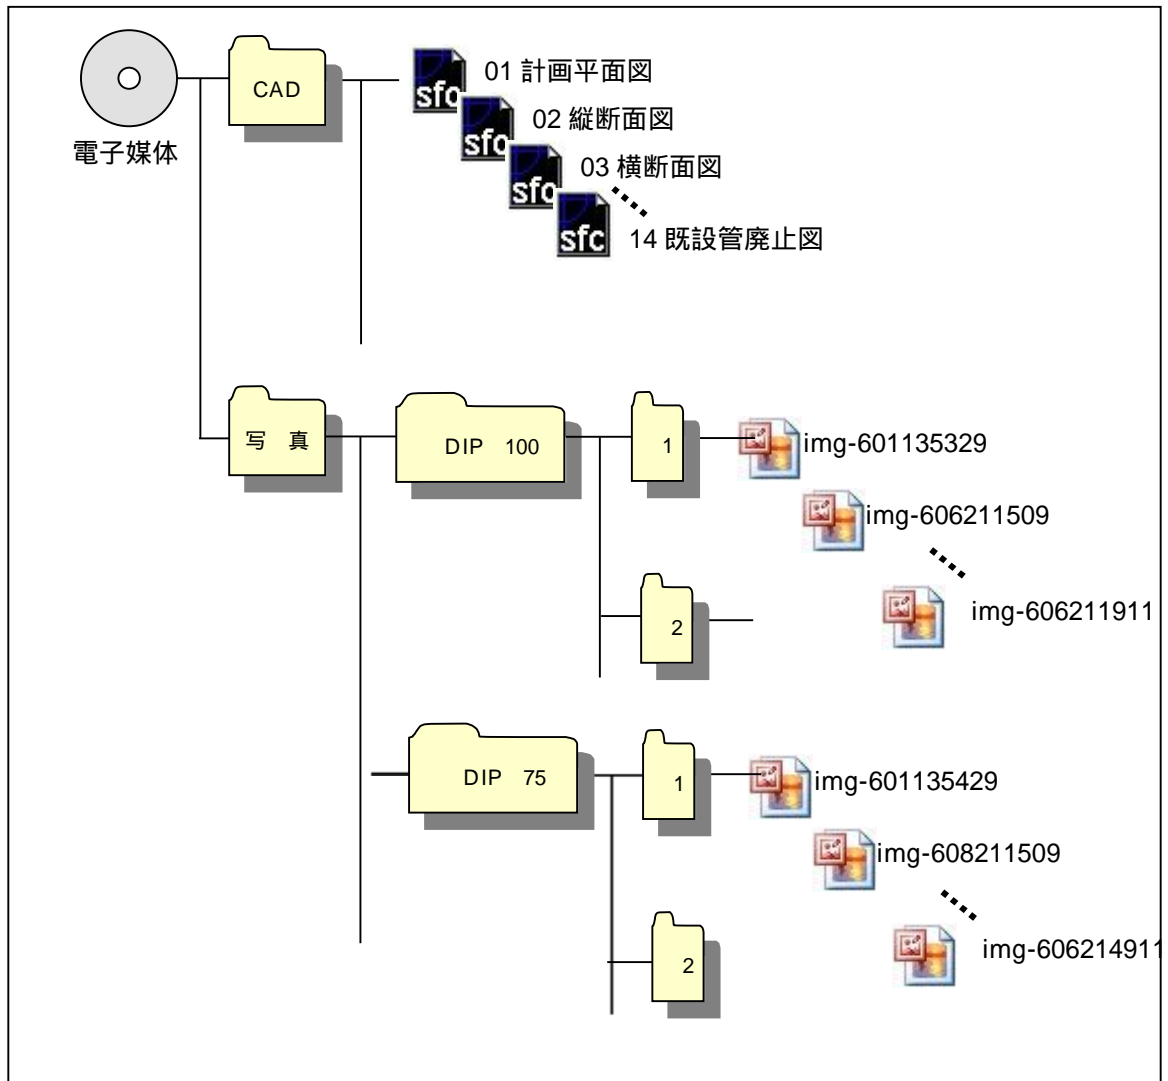 電子媒体
CAD
sfc
01 計画平面図
sfc
02 縦断面図
sfc
03 横断面図
sfc
14 既設管廃止図
写 真
DIP 100
1
img-601135329
img-606211509
img-606211911
2
DIP 75
1
img-601135429
img-608211509
img-606214911
2